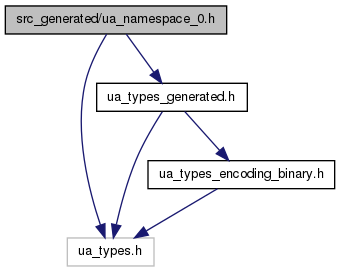 src_generated/ua_namespace_0.h
ua_types_generated.h
ua_types_encoding_binary.h
ua_types.h